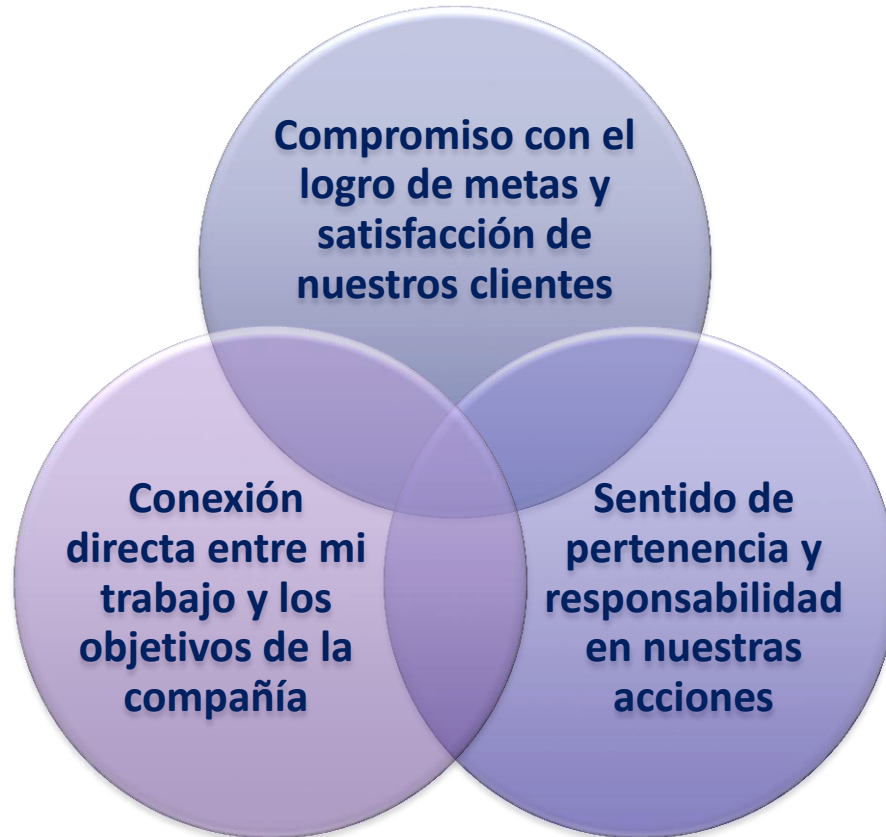 Compromiso con el
logro de metas y
satisfacción de
nuestros clientes
Conexión
directa entre mi
trabajo y los
objetivos de la
compañía
Sentido de
pertenencia y
responsabilidad
en nuestras
acciones